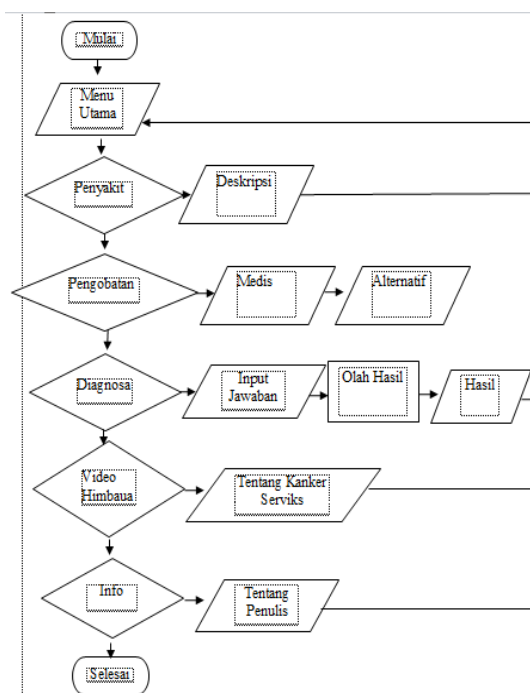 Mulai
Menu
Utama
Penyakit
Deskripsi
Pengobatan
Medis
Alternatif
Diagnosa
Input
Jawaban
Olah Hasil
Hasil
Video
Himbaua
Tentang Kanker
Serviks
Info
Tentang
Penulis
Selesai